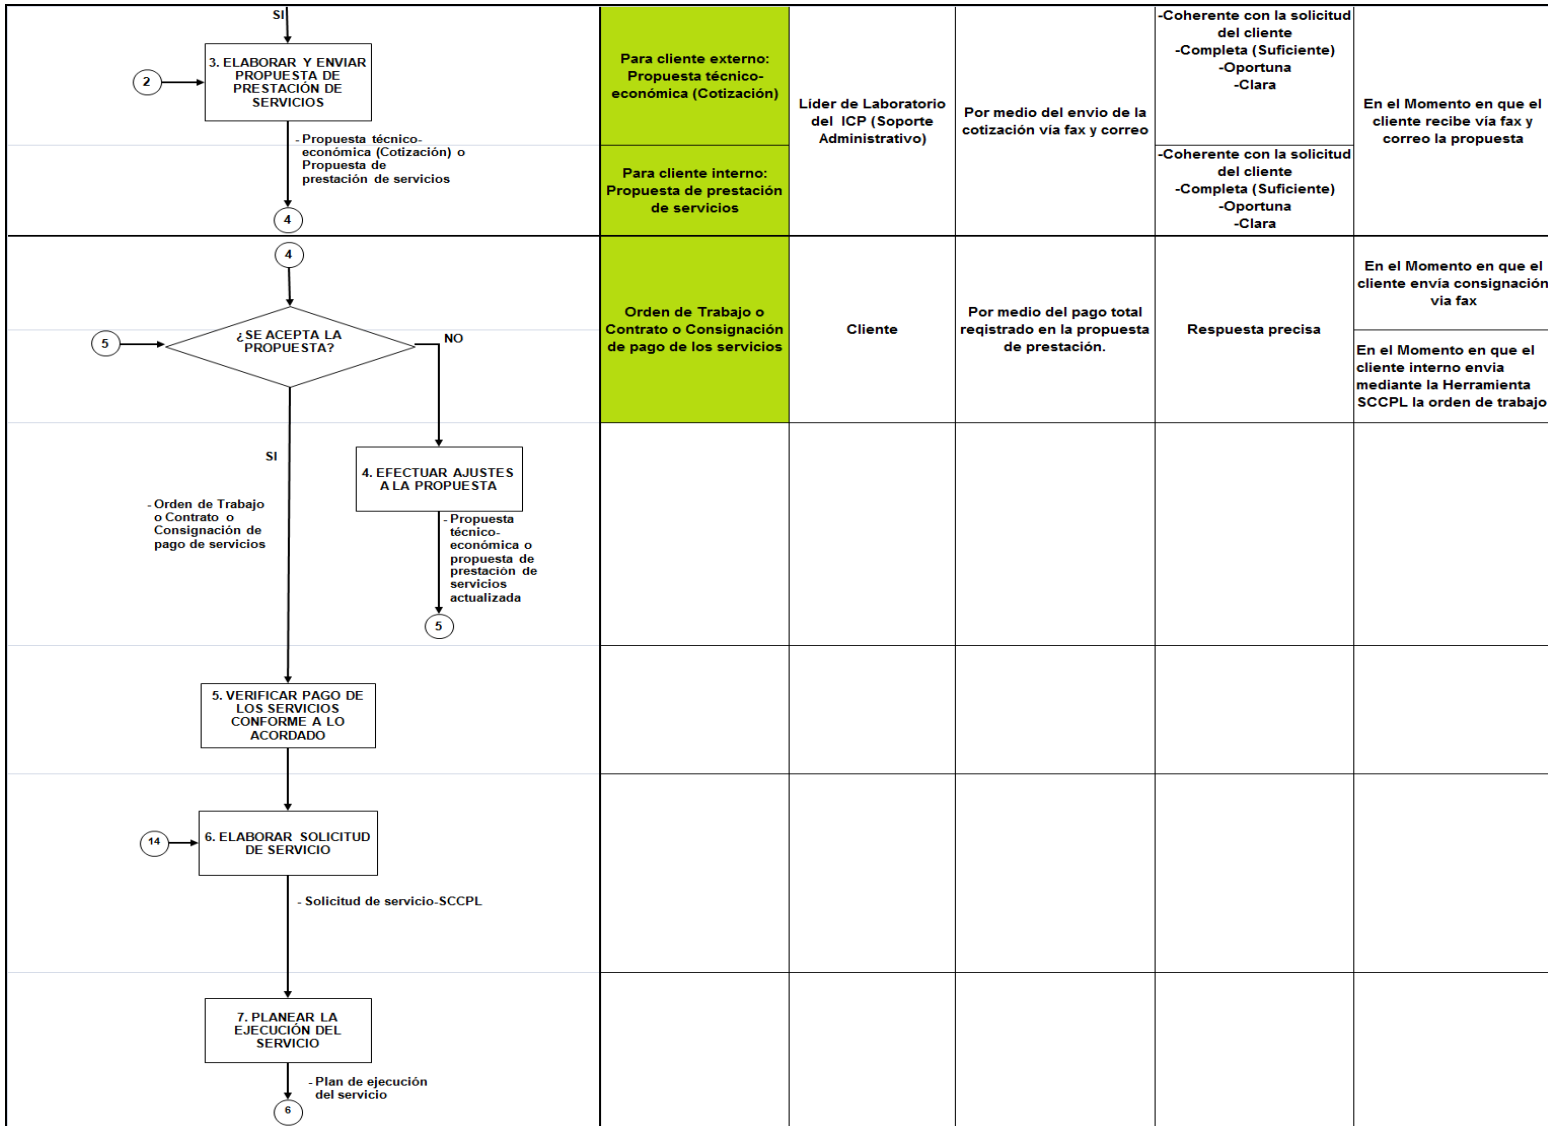 SI
3. ELABORAR Y ENVIAR
PROPUESTA DE
PRESTACIÓN DE
SERVICIOS
2
- Propuesta técnico-
económica (Cotización) o
Propuesta de
prestación de servicios
4
Para cliente externo:
Propuesta técnico-
económica (Cotización)
Para cliente interno:
Propuesta de prestación
de servicios
Líder de Laboratorio
del ICP (Soporte
Administrativo)
Por medio del envio de la
cotización vía fax y correo
-Coherente con la solicitud
del cliente
-Completa (Suficiente)
-Oportuna
-Clara
-Coherente con la solicitud
del cliente
-Completa (Suficiente)
-Oportuna
-Clara
En el Momento en que el
cliente recibe vía fax y
correo la propuesta
4
¿SE ACEPTA LA
PROPUESTA?
5
NO
Orden de Trabajo o
Contrato o Consignación
de pago de los servicios
Cliente
Por medio del pago total
registrado en la propuesta
de prestación.
Respuesta precisa
En el Momento en que el
cliente envía consignación
via fax
En el Momento en que el
cliente interno envia
mediante la Herramienta
SCCPL la orden de trabajo
SI
4. EFECTUAR AJUSTES
A LA PROPUESTA
- Orden de Trabajo
o Contrato o
Consignación de
pago de servicios
- Propuesta
técnico-
económica o
propuesta de
prestación de
servicios
actualizada
5
5. VERIFICAR PAGO DE
LOS SERVICIOS
CONFORME A LO
ACORDADO
14
6. ELABORAR SOLICITUD
DE SERVICIO
- Solicitud de servicio-SCCPL
7. PLANEAR LA
EJECUCIÓN DEL
SERVICIO
- Plan de ejecución
del servicio
6